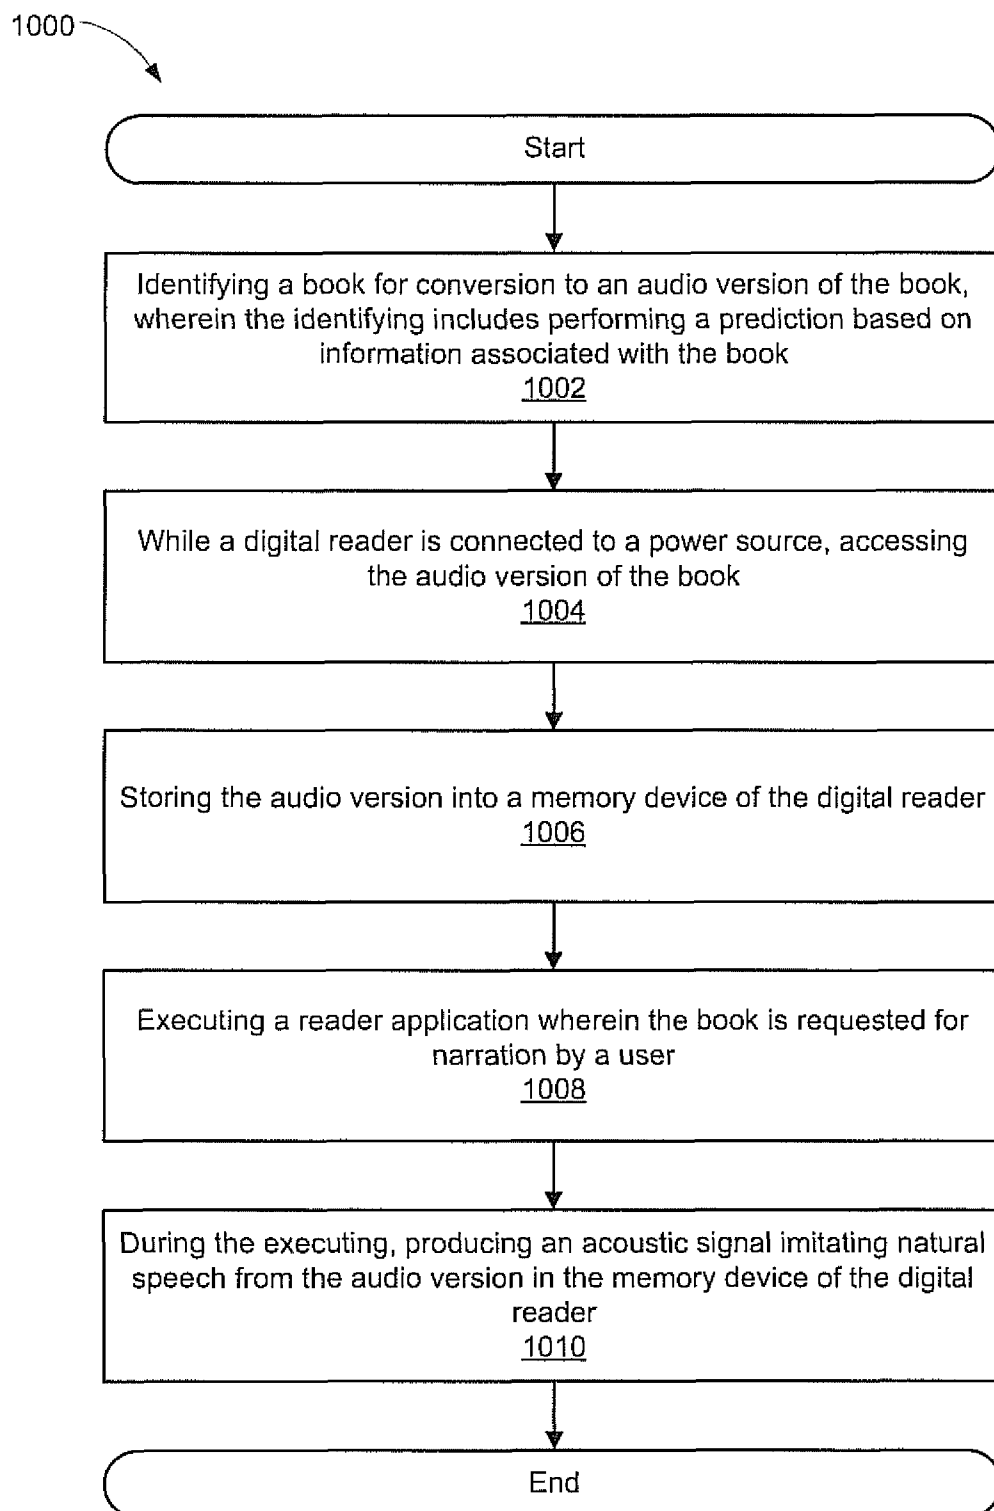 1000
Start
Identifying a book for conversion to an audio version of the book,
wherein the identifying includes performing a prediction based on
information associated with the book
1002
While a digital reader is connected to a power source, accessing
the audio version of the book
1004
Storing the audio version into a memory device of the digital reader
1006
Executing a reader application wherein the book is requested for
narration by a user
1008
During the executing, producing an acoustic signal imitating natural
speech from the audio version in the memory device of the digital
reader
1010
End